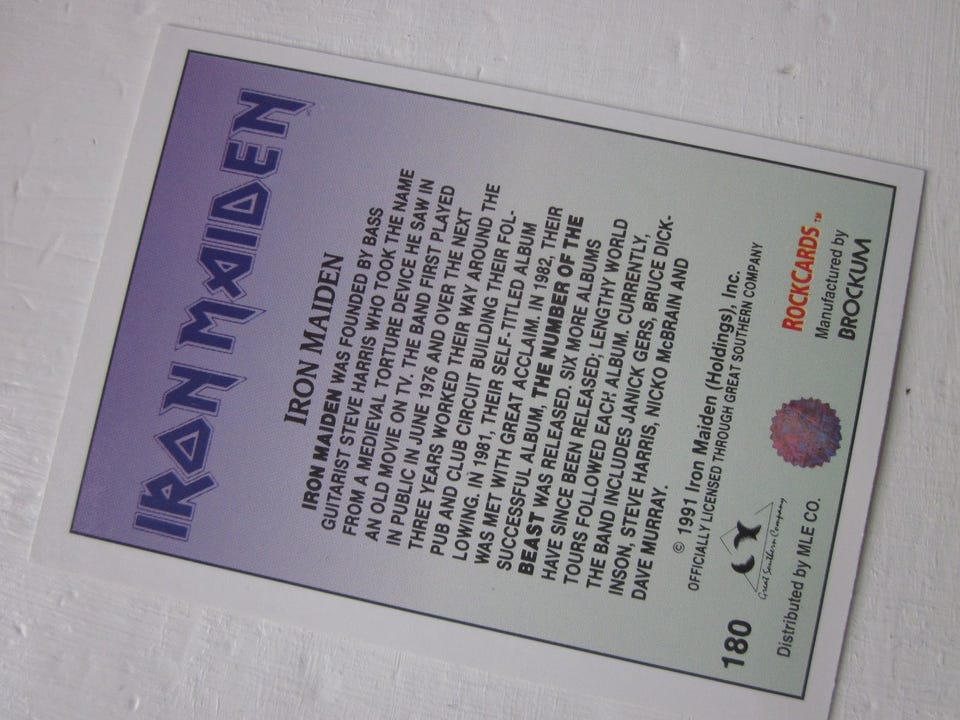 IRON MAIDEN
IRON MAIDEN
IRON MAIDEN WAS FOUNDED BY BASS
GUITARIST STEVE HARRIS WHO TOOK THE NAME
FROM A MEDIEVAL TORTURE DEVICE HE SAW IN
AN OLD MOVIE ON TV. THE BAND FIRST PLAYED
IN PUBLIC IN JUNE 1976 AND OVER THE NEXT
THREE YEARS WORKED THEIR WAY AROUND THE
PUB AND CLUB CIRCUIT BUILDING THEIR FOL-
LOWING. IN 1981, THEIR SELF-TITLED ALBUM
WAS MET WITH GREAT ACCLAIM. IN 1982, THEIR
SUCCESSFUL ALBUM, THE NUMBER OF THE
BEAST WAS RELEASED. SIX MORE ALBUMS
HAVE SINCE BEEN RELEASED; LENGTHY WORLD
TOURS FOLLOWED EACH ALBUM. CURRENTLY,
THE BAND INCLUDES JANICK GERS, BRUCE DICK-
INSON, STEVE HARRIS, NICKO McBRAIN AND
DAVE MURRAY.
© 1991 Iron Maiden (Holdings), Inc.
OFFICIALLY LICENSED THROUGH GREAT SOUTHERN COMPANY
180
Great Southern Company
Distributed by MLE CO.
ROCKCARDS™
Manufactured by
BROCKUM